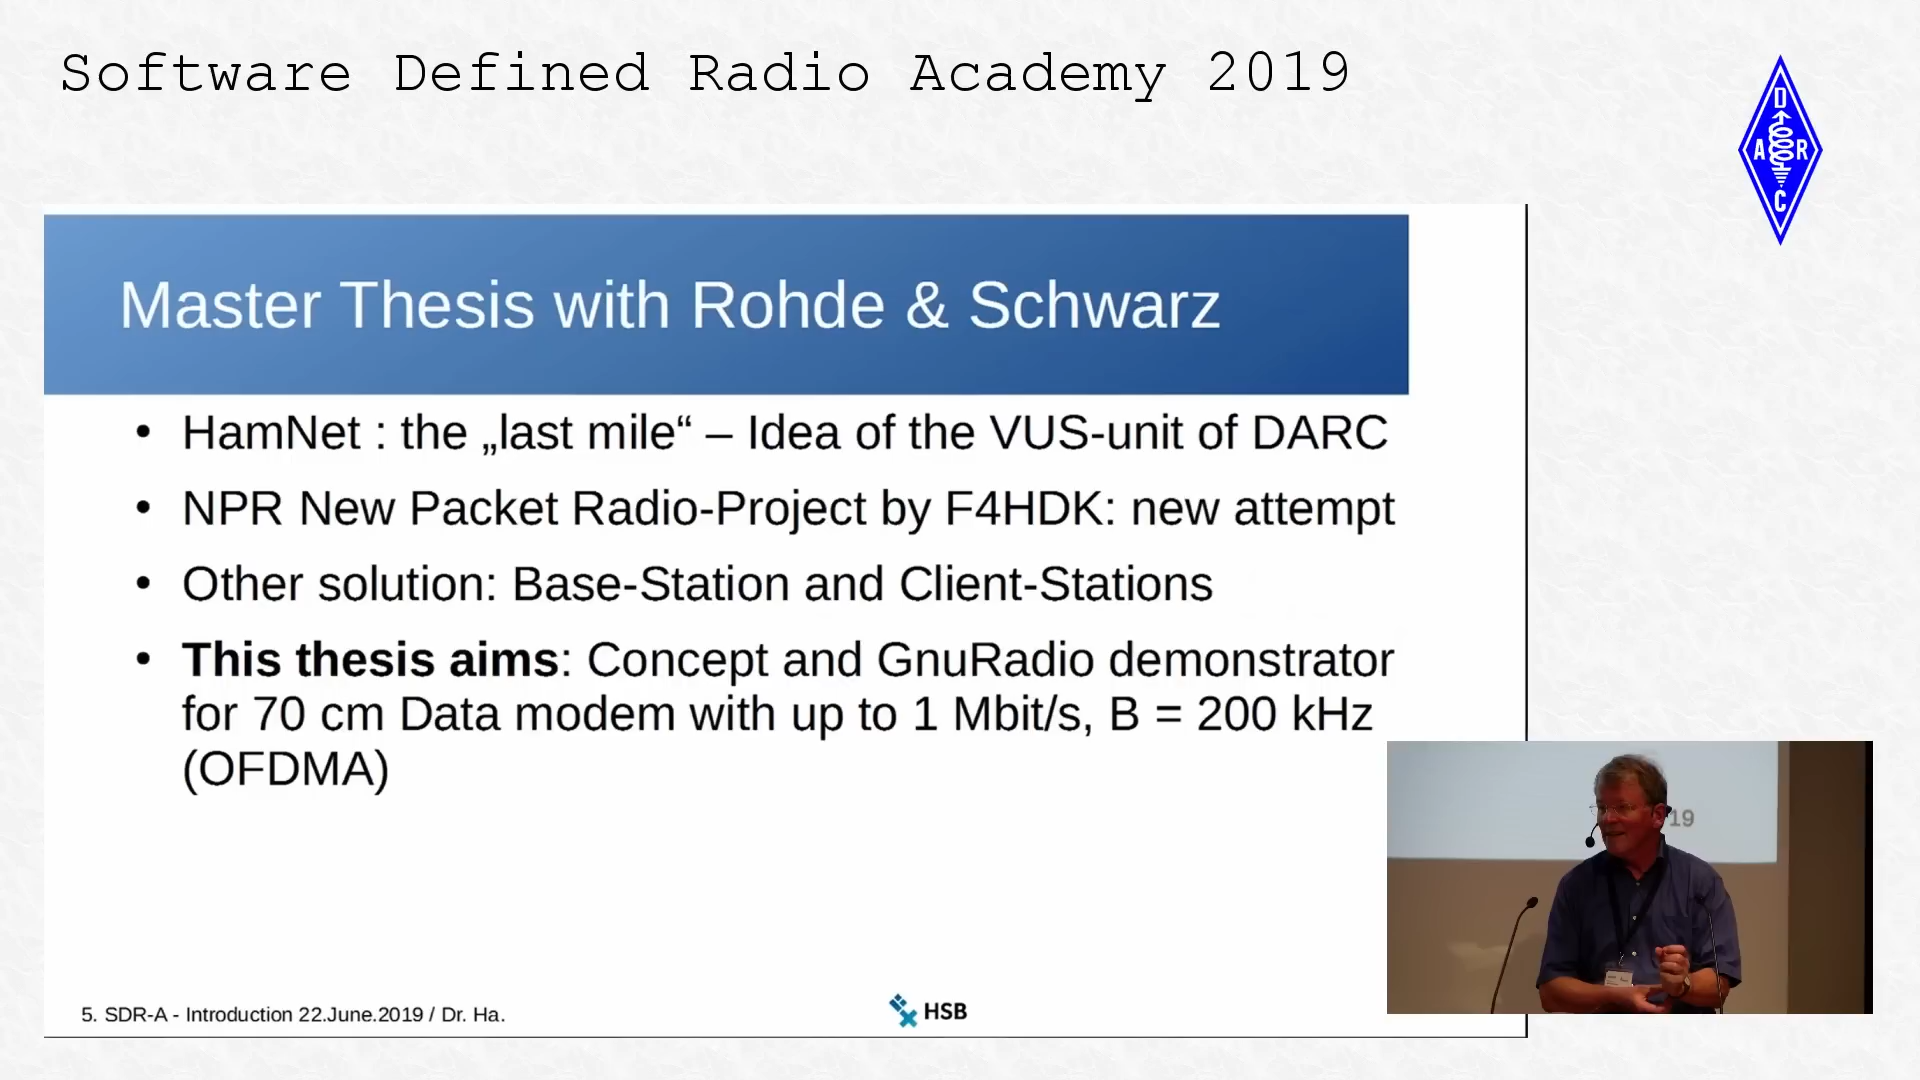 Software Defined Radio Academy 2019
D
A R
C
Master Thesis with Rohde & Schwarz
• HamNet : the „last mile“ – Idea of the VUS-unit of DARC
• NPR New Packet Radio-Project by F4HDK: new attempt
• Other solution: Base-Station and Client-Stations
• This thesis aims: Concept and GnuRadio demonstrator
for 70 cm Data modem with up to 1 Mbit/s, B = 200 kHz
(OFDMA)
19
5. SDR-A - Introduction 22.June.2019 / Dr. Ha.
HSB